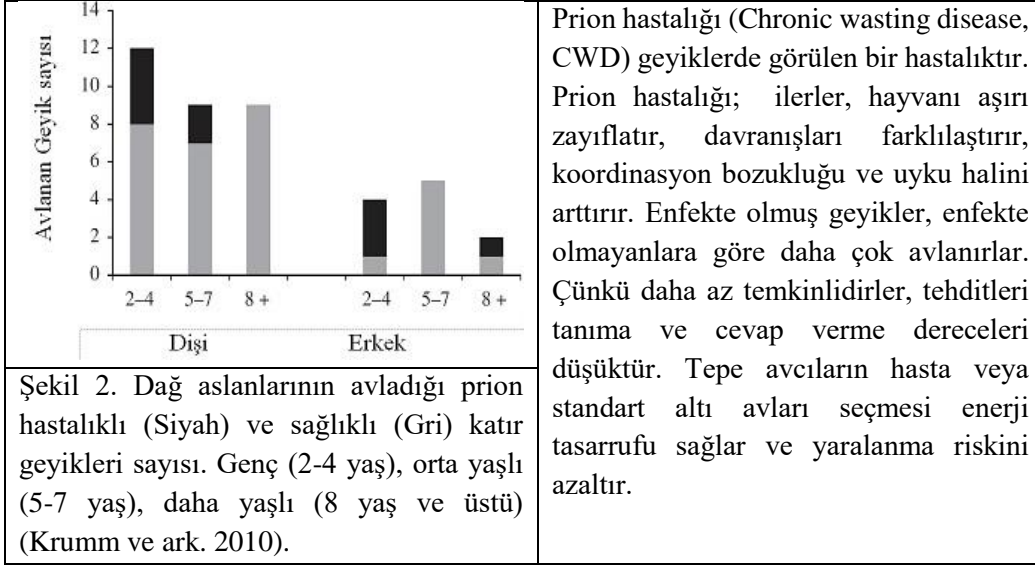 14
12
10
8
6
4
2
0
Avlanan Geyik sayısı
2–4 5–7 8 + 2–4 5–7 8 +
Dişi Erkek
Şekil 2. Dağ aslanlarının avladığı prion
hastalıklı (Siyah) ve sağlıklı (Gri) katır
geyikleri sayısı. Genç (2-4 yaş), orta yaşlı
(5-7 yaş), daha yaşlı (8 yaş ve üstü)
(Krumm ve ark. 2010).
Prion hastalığı (Chronic wasting disease,
CWD) geyiklerde görülen bir hastalıktır.
Prion hastalığı; ilerler, hayvanı aşırı
zayıflatır, davranışları farklılaştırır,
koordinasyon bozukluğu ve uyku halini
arttırır. Enfekte olmuş geyikler, enfekte
olmayanlara göre daha çok avlanırlar.
Çünkü daha az temkinlidirler, tehditleri
tanıma ve cevap verme dereceleri
düşüktür. Tepe avcıların hasta veya
standart altı avları seçmesi enerji
tasarrufu sağlar ve yaralanma riskini
azaltır.